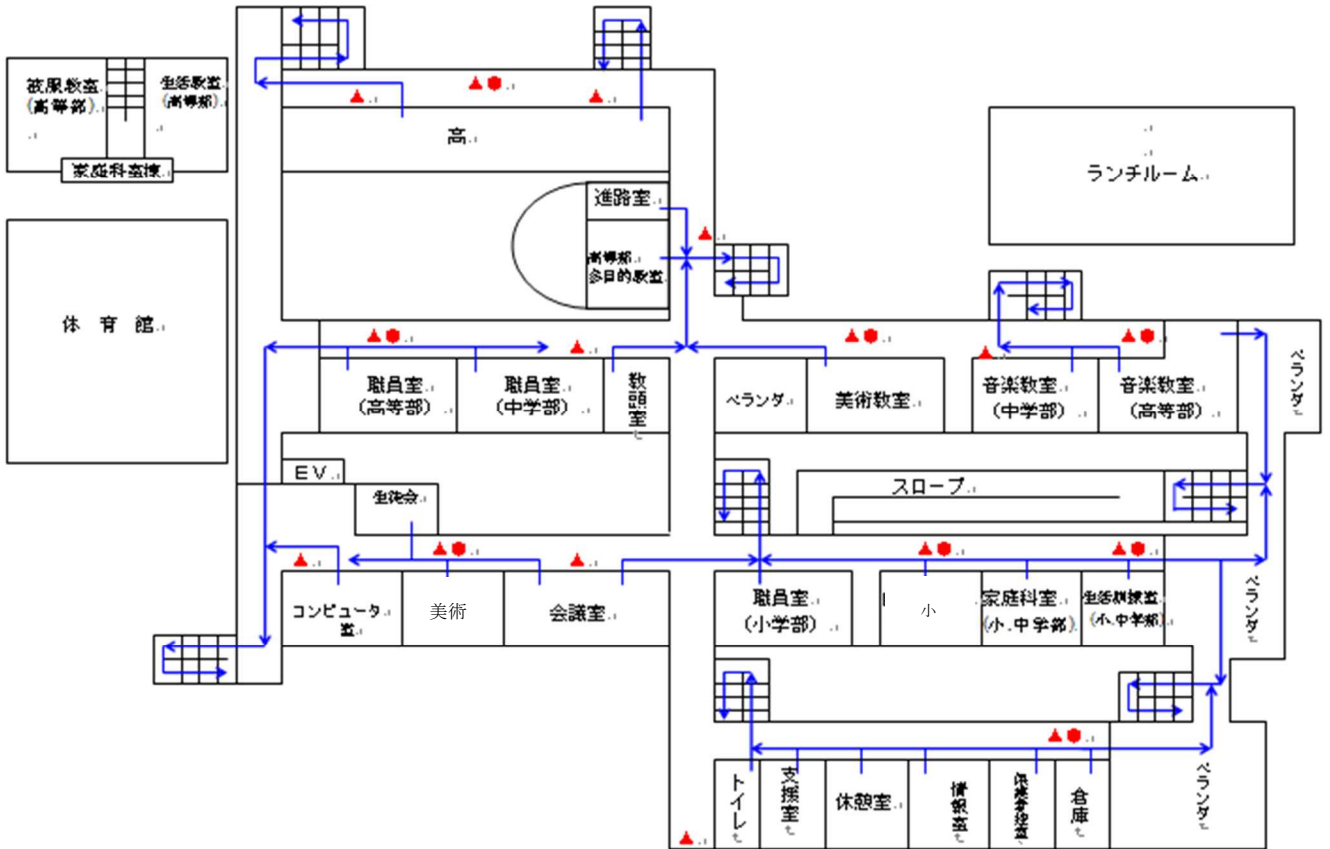 被服教室
(高等部)
生活教室
(高等部)
家庭科室棟
高
ランチルーム
進路室
高等部
多目的教室
体 育 館
職員室
(高等部)
職員室
(中学部)
教頭室
ベランダ
美術教室
音楽教室
(中学部)
音楽教室
(高等部)
ベランダ
EV
生徒会
スロープ
コンピュータ
室
美術
会議室
職員室
(小学部)
小
家庭科室
(小.中学部)
生活訓練室
(小.中学部)
ベランダ
トイレ
支援室
休憩室
情報室
倉庫
ベランダ